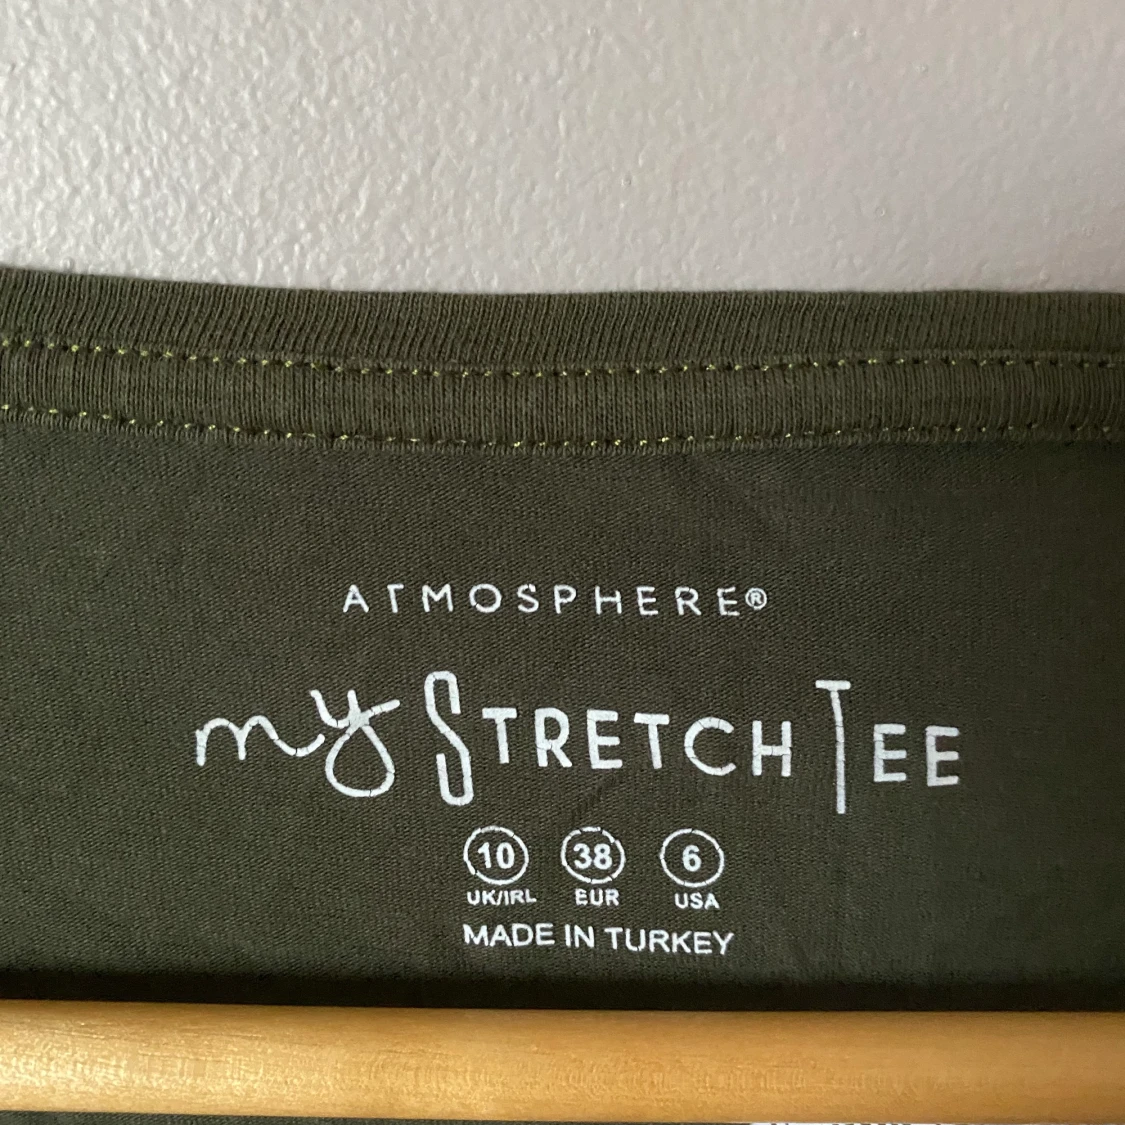 ATMOSPHERE®
my STRETCH TEE
10 38 6
UK/IRL EUR USA
MADE IN TURKEY